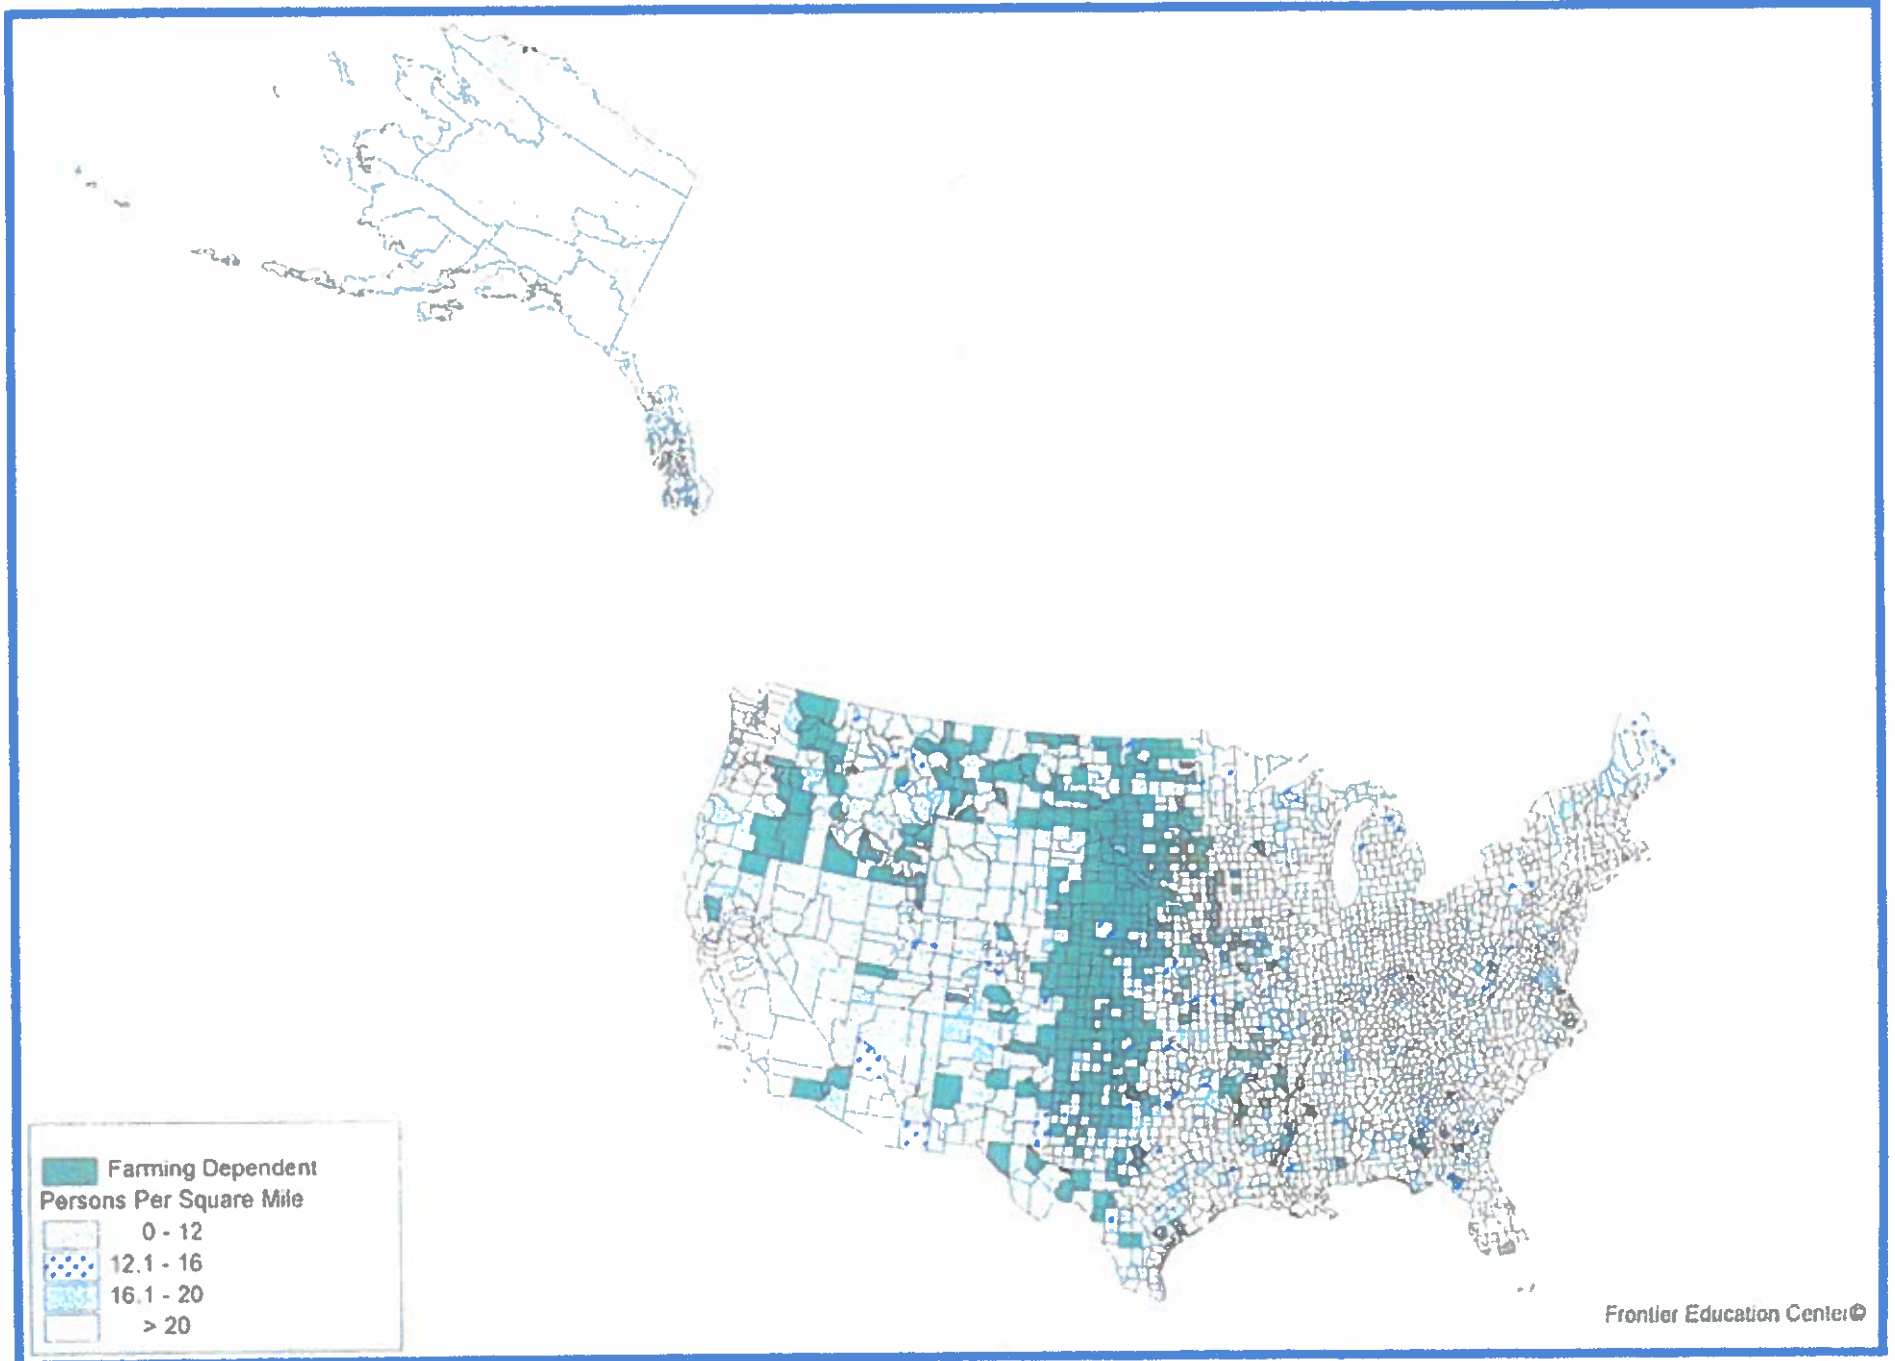 Farming Dependent
Persons Per Square Mile
0 - 12
12.1 - 16
16.1 - 20
> 20
Frontier Education Center©